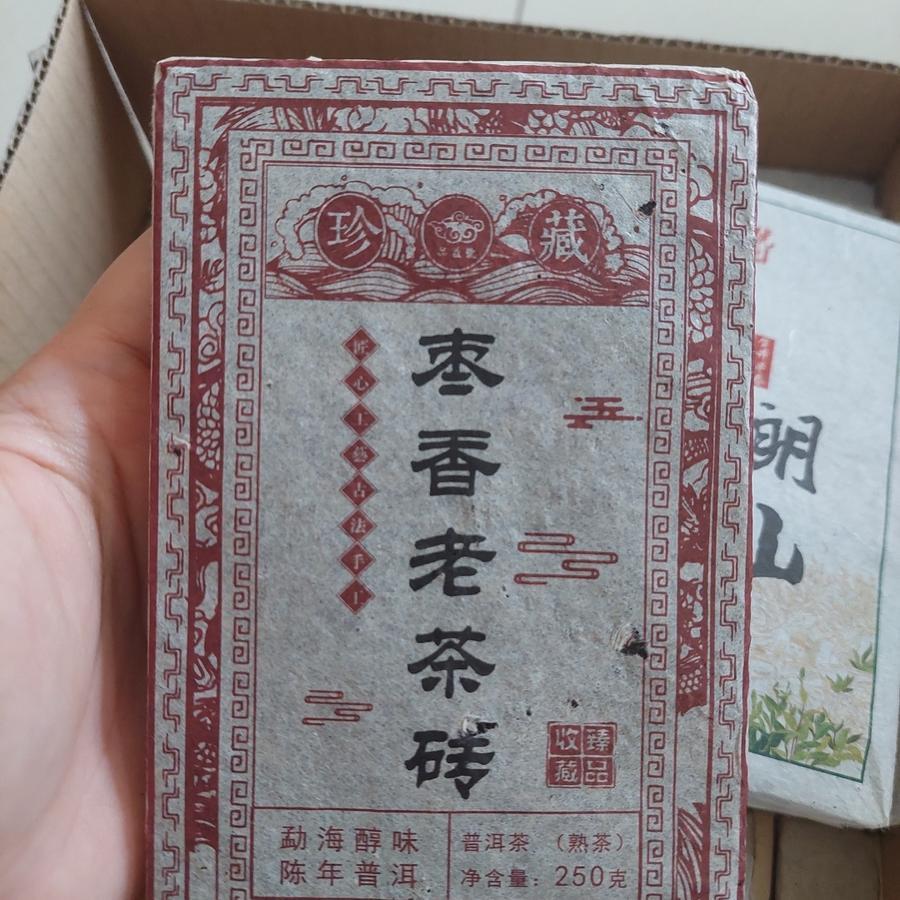 珍藏
枣香老茶砖
匠心工藝古法手工
臻品
收藏
勐海醇味
陈年普洱
普洱茶（熟茶）
净含量：250克